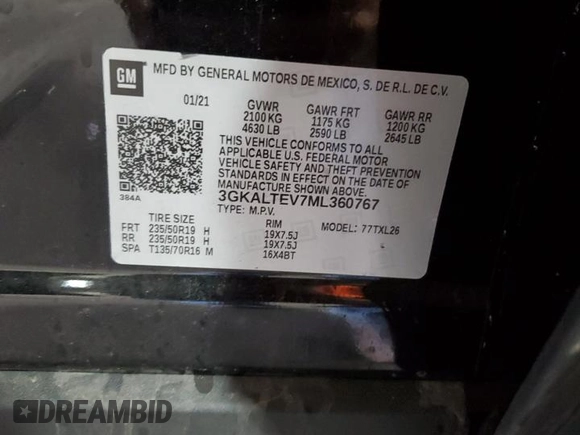 GM
MFD BY GENERAL MOTORS DE MEXICO, S. DE R.L. DE C.V.
01/21 GVWR GAWR FRT GAWR RR
2100 KG 1175 KG 1200 KG
4630 LB 2590 LB 2645 LB
THIS VEHICLE CONFORMS TO ALL
APPLICABLE U.S. FEDERAL MOTOR
VEHICLE SAFETY AND THEFT PREVENTION
STANDARDS IN EFFECT ON THE DATE OF
MANUFACTURE SHOWN ABOVE.
384A
3GKALTEV7ML360767
TYPE: M.P.V.
TIRE SIZE RIM MODEL: 77TXL26
FRT 235/50R19 H 19X7.5J
RR 235/50R19 H 19X7.5J
SPA T135/70R16 M 16X4BT
DREAMBID